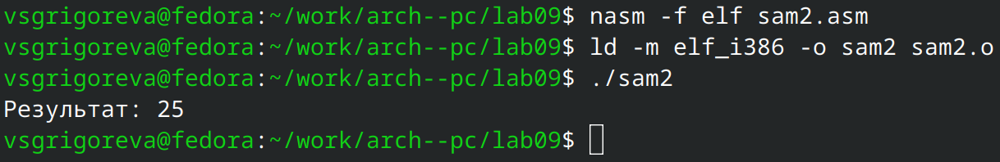 vsgrigoreva@fedora:~/work/arch--pc/lab09$ nasm -f elf sam2.asm
vsgrigoreva@fedora:~/work/arch--pc/lab09$ ld -m elf_i386 -o sam2 sam2.o
vsgrigoreva@fedora:~/work/arch--pc/lab09$ ./sam2
Результат: 25
vsgrigoreva@fedora:~/work/arch--pc/lab09$